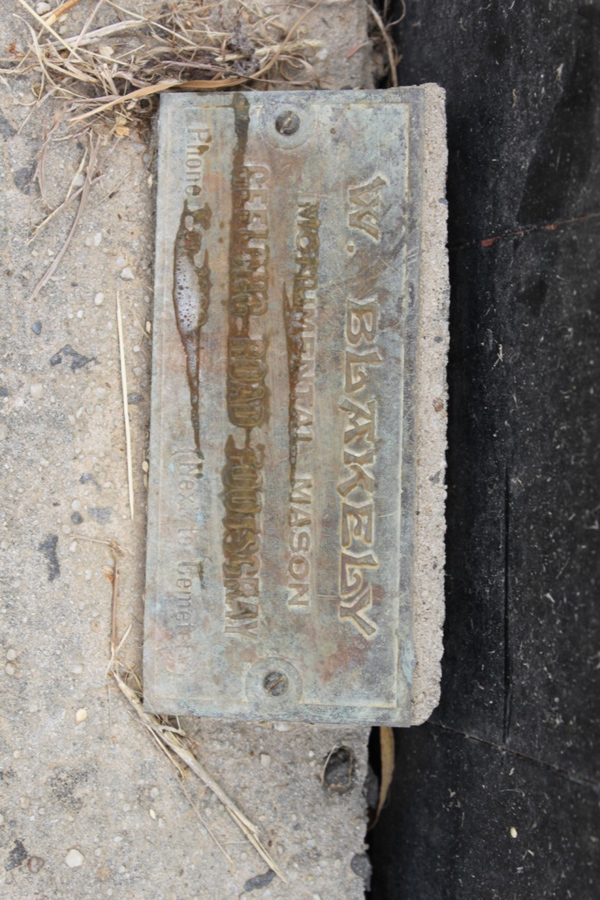 W. BLAKELY
MONUMENTAL MASON
GEELONG ROAD FOOTSCRAY
Phone (Next to Cemetery)